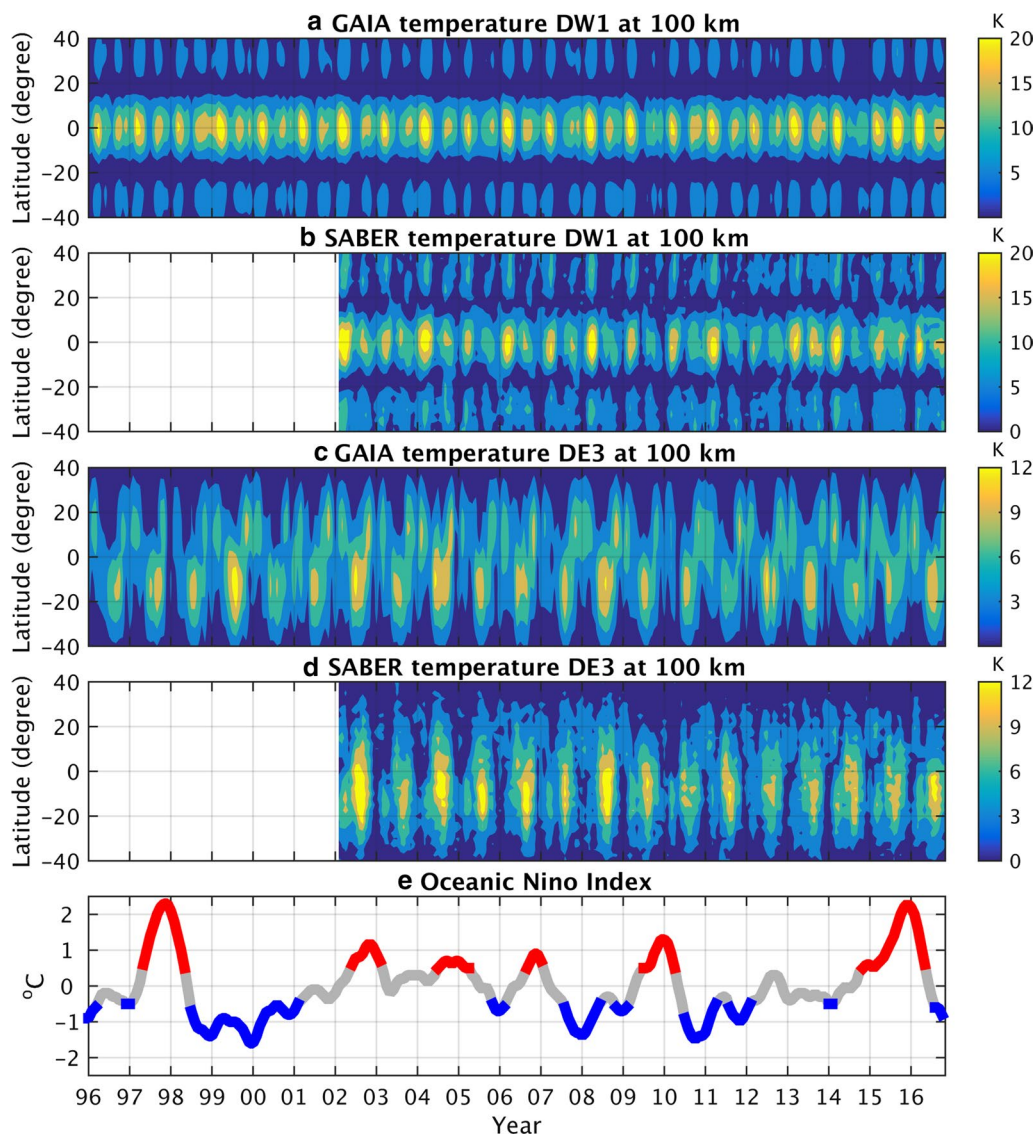 a GAIA temperature DW1 at 100 km
K
Latitude (degree)
40
20
0
−20
−40
20
15
10
5
b SABER temperature DW1 at 100 km
K
Latitude (degree)
40
20
0
−20
−40
20
15
10
5
0
c GAIA temperature DE3 at 100 km
K
Latitude (degree)
40
20
0
−20
−40
12
9
6
3
d SABER temperature DE3 at 100 km
K
Latitude (degree)
40
20
0
−20
−40
12
9
6
3
0
e Oceanic Nino Index
°C
2
1
0
−1
−2
96 97 98 99 00 01 02 03 04 05 06 07 08 09 10 11 12 13 14 15 16
Year